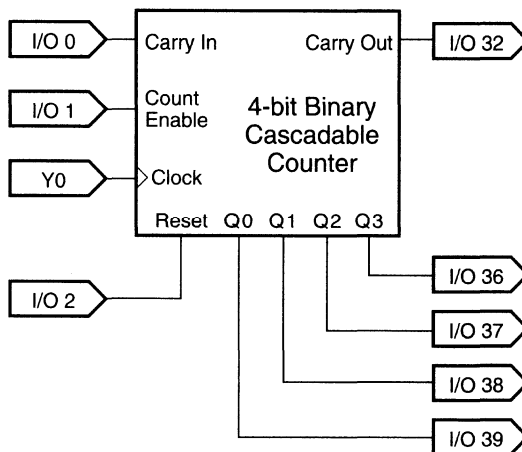 I/O 0
Carry In
Carry Out
I/O 32
I/O 1
Count
Enable
4-bit Binary
Cascadable
Counter
Y0
Clock
Reset Q0 Q1 Q2 Q3
I/O 2
I/O 36
I/O 37
I/O 38
I/O 39